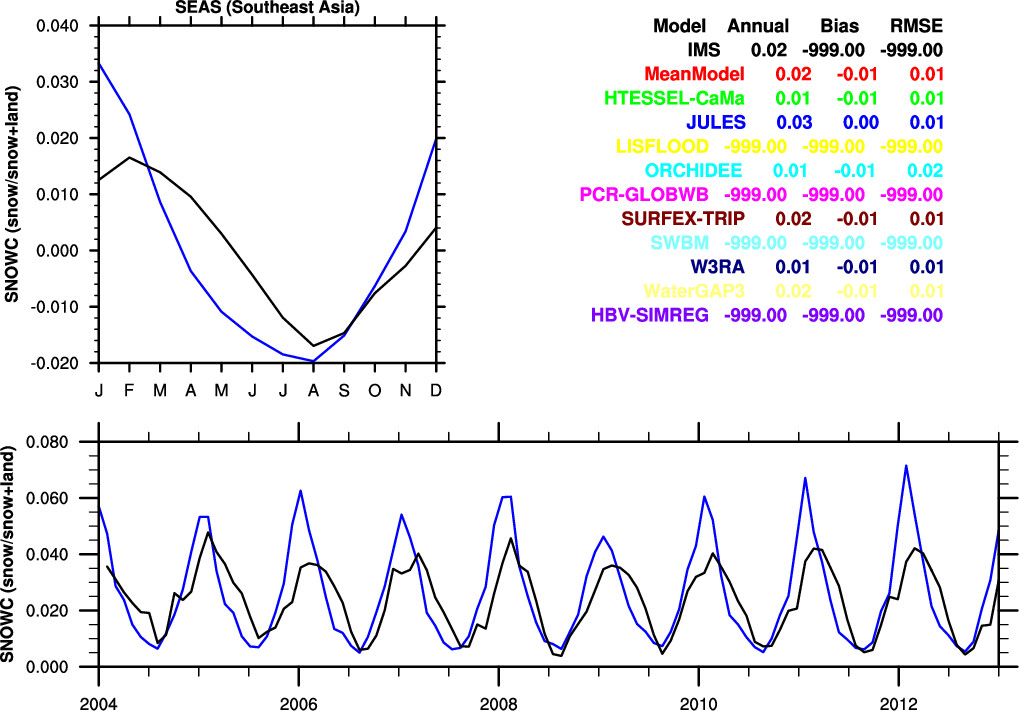 SEAS (Southeast Asia)
0.040
0.030
0.020
0.010
0.000
-0.010
-0.020
SNOWC (snow/snow+land)
J F M A M J J A S O N D
Model Annual Bias RMSE
IMS 0.02 -999.00 -999.00
MeanModel 0.02 -0.01 0.01
HTESSEL-CaMa 0.01 -0.01 0.01
JULES 0.03 0.00 0.01
LISFLOOD -999.00 -999.00 -999.00
ORCHIDEE 0.01 -0.01 0.02
PCR-GLOBWB -999.00 -999.00 -999.00
SURFEX-TRIP 0.02 -0.01 0.01
SWBM -999.00 -999.00 -999.00
W3RA 0.01 -0.01 0.01
WaterGAP3 0.02 -0.01 0.01
HBV-SIMREG -999.00 -999.00 -999.00
0.080
0.060
0.040
0.020
0.000
SNOWC (snow/snow+land)
2004 2006 2008 2010 2012